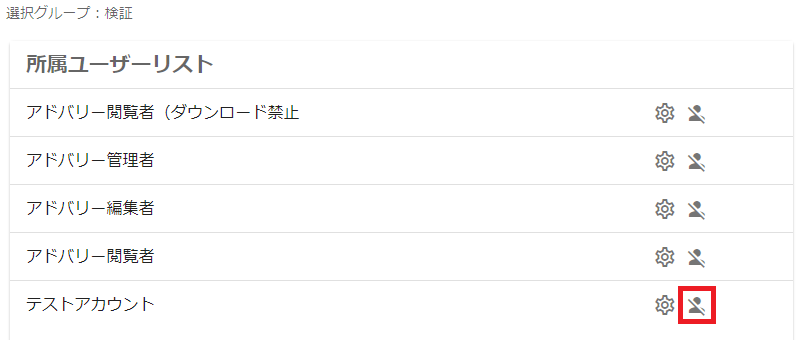 選択グループ：検証
所属ユーザーリスト
アドバリー閲覧者（ダウンロード禁止
アドバリー管理者
アドバリー編集者
アドバリー閲覧者
テストアカウント